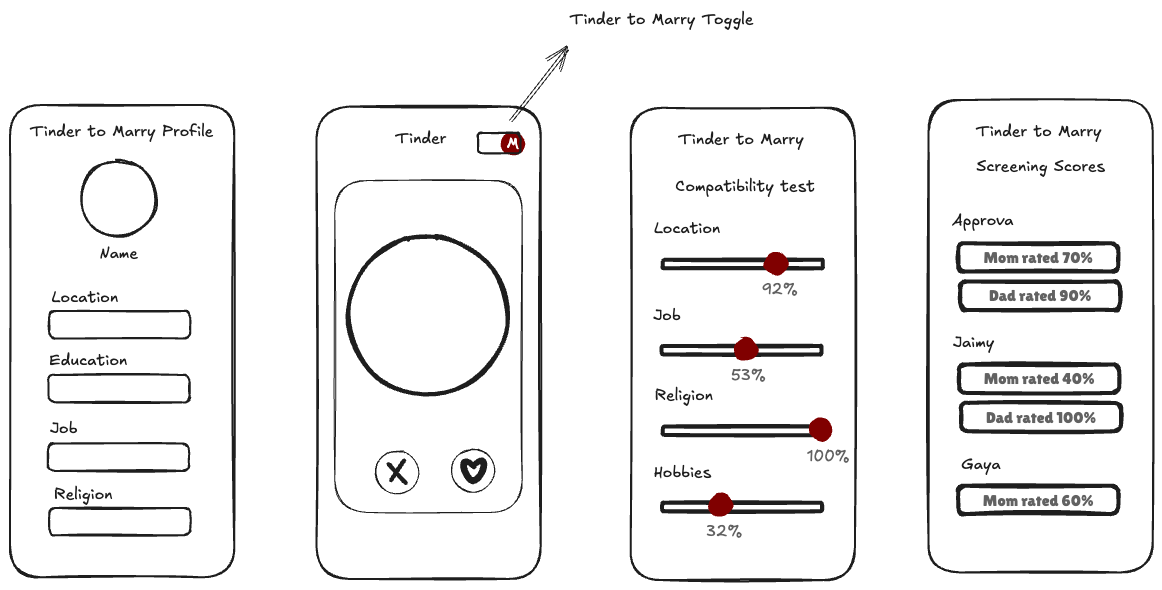 Tinder to Marry Toggle
Tinder to Marry Profile
Name
Location
Education
Job
Religion
Tinder
M
X
Tinder to Marry
Compatibility test
Location
92%
Job
53%
Religion
100%
Hobbies
32%
Tinder to Marry
Screening Scores
Approva
Mom rated 70%
Dad rated 90%
Jaimy
Mom rated 40%
Dad rated 100%
Gaya
Mom rated 60%